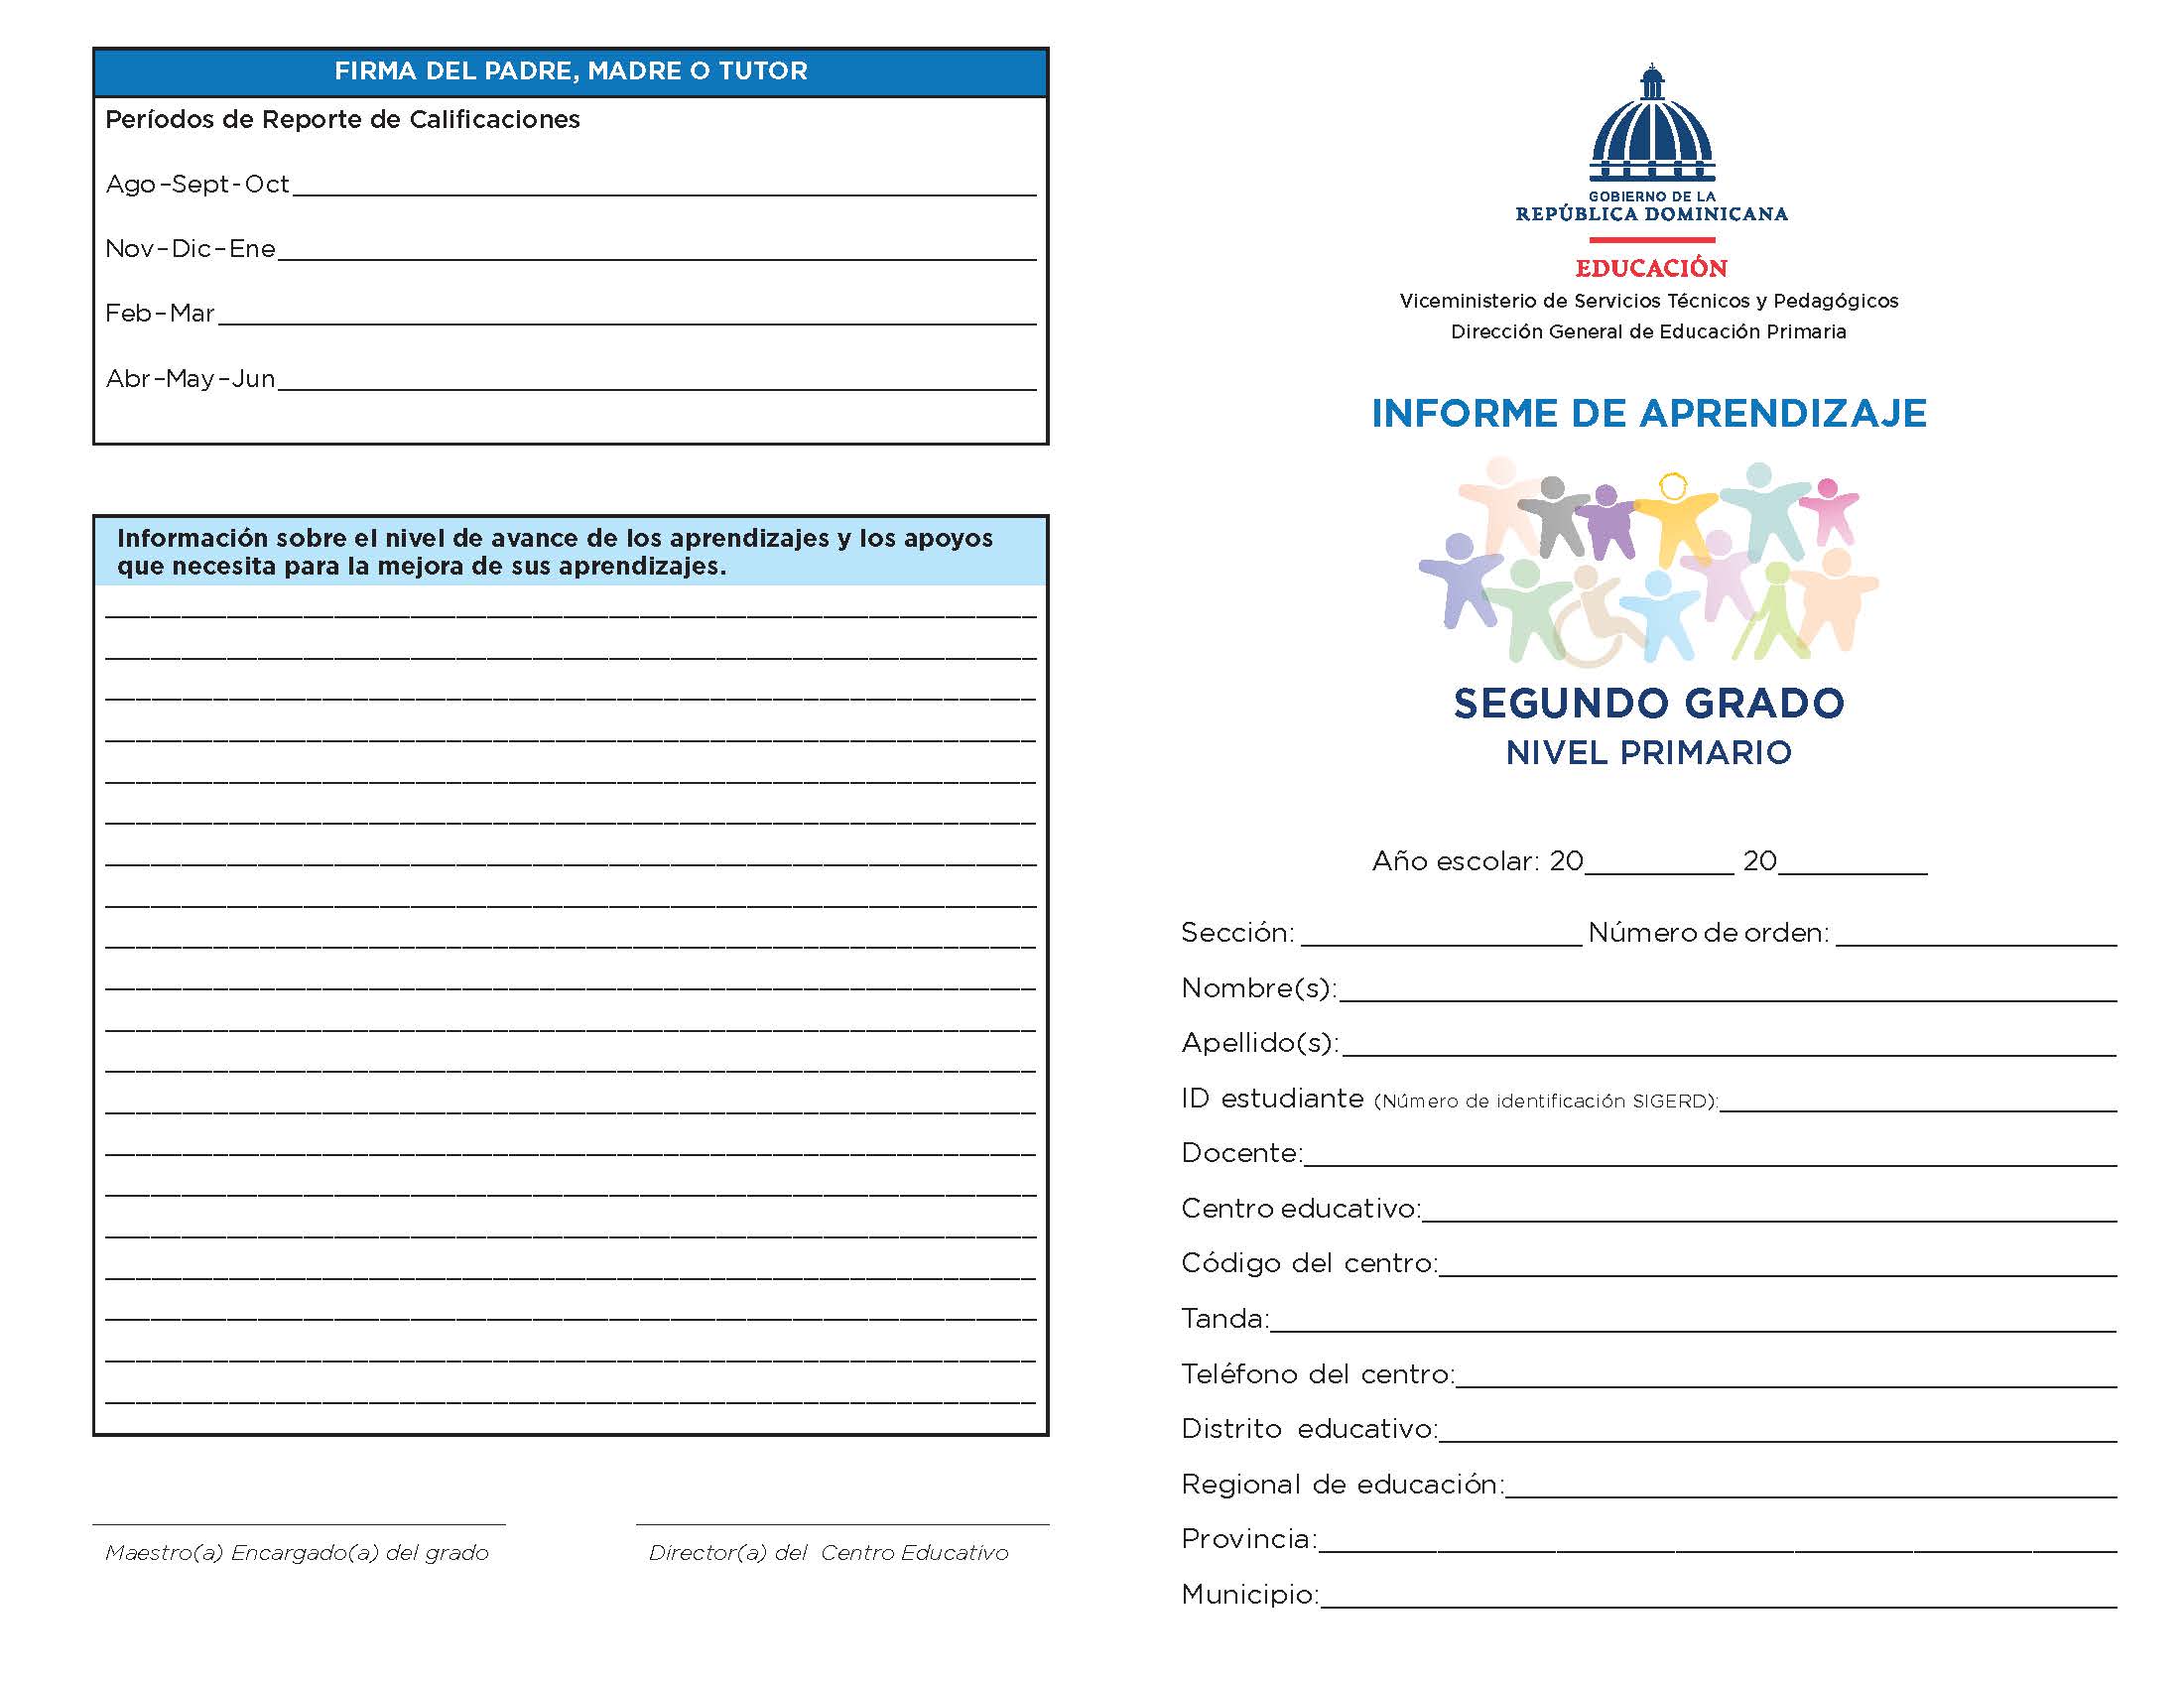 FIRMA DEL PADRE, MADRE O TUTOR
Períodos de Reporte de Calificaciones
Ago–Sept-Oct
Nov–Dic–Ene
Feb–Mar
Abr–May–Jun
Información sobre el nivel de avance de los aprendizajes y los apoyos
que necesita para la mejora de sus aprendizajes.
Maestro(a) Encargado(a) del grado
Director(a) del Centro Educativo
GOBIERNO DE LA
REPÚBLICA DOMINICANA
EDUCACIÓN
Viceministerio de Servicios Técnicos y Pedagógicos
Dirección General de Educación Primaria
INFORME DE APRENDIZAJE
SEGUNDO GRADO
NIVEL PRIMARIO
Año escolar: 20__________ 20__________
Sección: __________ Número de orden: __________
Nombre(s):
Apellido(s):
ID estudiante (Número de identificación SIGERD):
Docente:
Centro educativo:
Código del centro:
Tanda:
Teléfono del centro:
Distrito educativo:
Regional de educación:
Provincia:
Municipio: